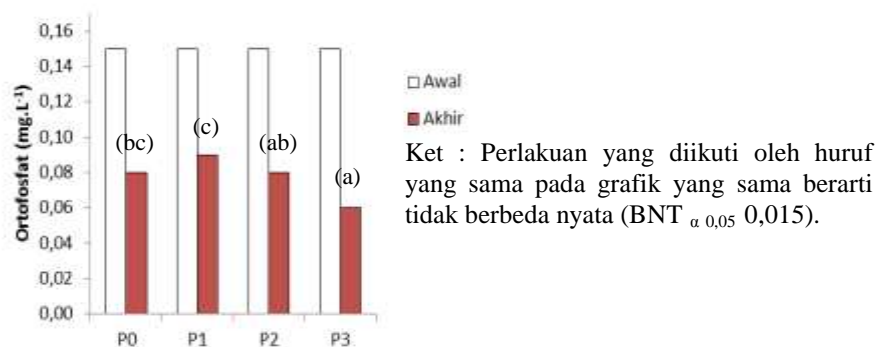 Ortofosfat (mg.L-1)
0,16
0,14
0,12
0,10
0,08
0,06
0,04
0,02
0,00
(bc)
(c)
(ab)
(a)
P0
P1
P2
P3
Awal
Akhir
Ket : Perlakuan yang diikuti oleh huruf
yang sama pada grafik yang sama berarti
tidak berbeda nyata (BNT α 0,05 0,015).